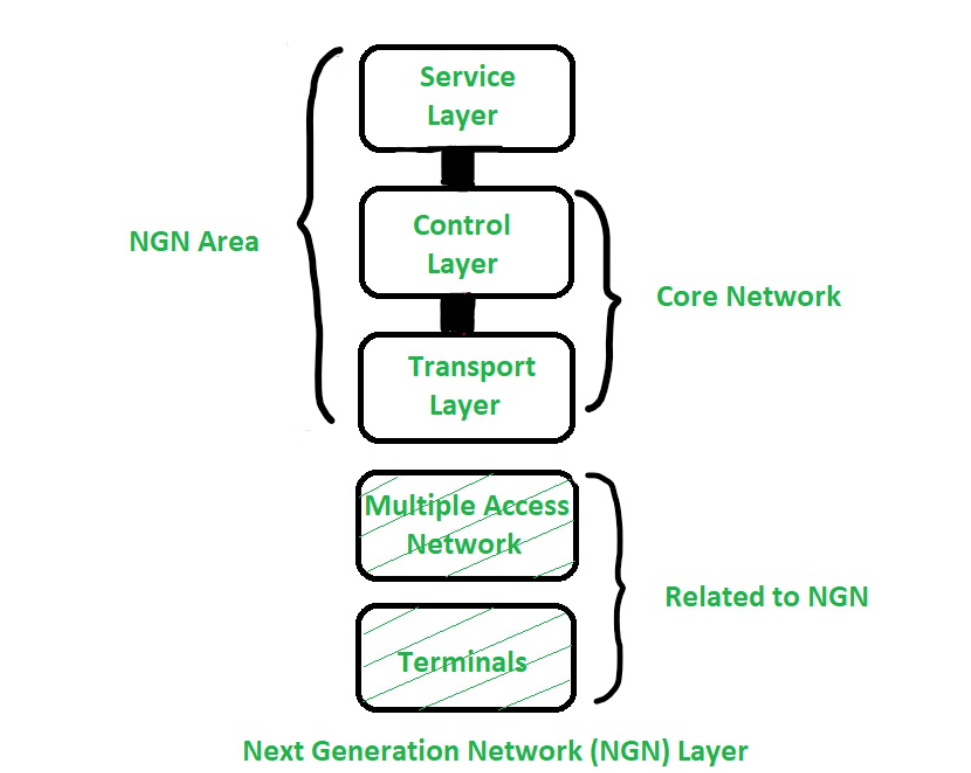 Service
Layer
Control
Layer
NGN Area
Core Network
Transport
Layer
Multiple Access
Network
Related to NGN
Terminals
Next Generation Network (NGN) Layer